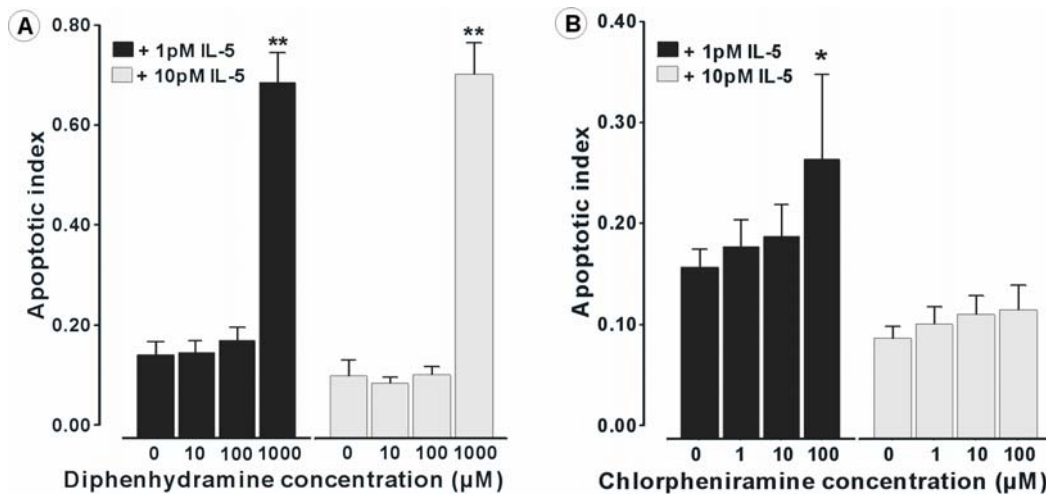 A
0.80
0.60
0.40
0.20
0.00
Apoptotic index
+ 1pM IL-5
+ 10pM IL-5
**
**
0 10 100 1000 0 10 100 1000
Diphenhydramine concentration (µM)
B
0.40
0.30
0.20
0.10
0.00
Apoptotic index
+ 1pM IL-5
+ 10pM IL-5
*
0 1 10 100 0 1 10 100
Chlorpheniramine concentration (µM)